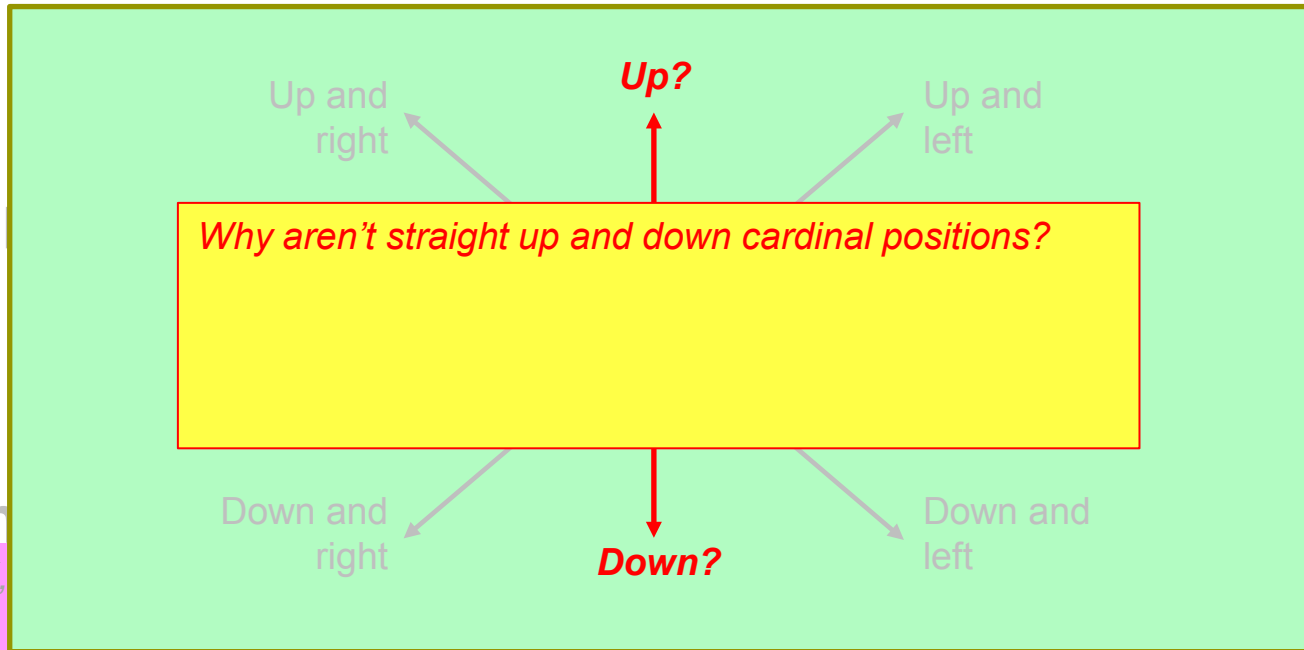 Up?
Up and
right
Up and
left
Why aren't straight up and down cardinal positions?
Down and
right
Down and
left
Down?